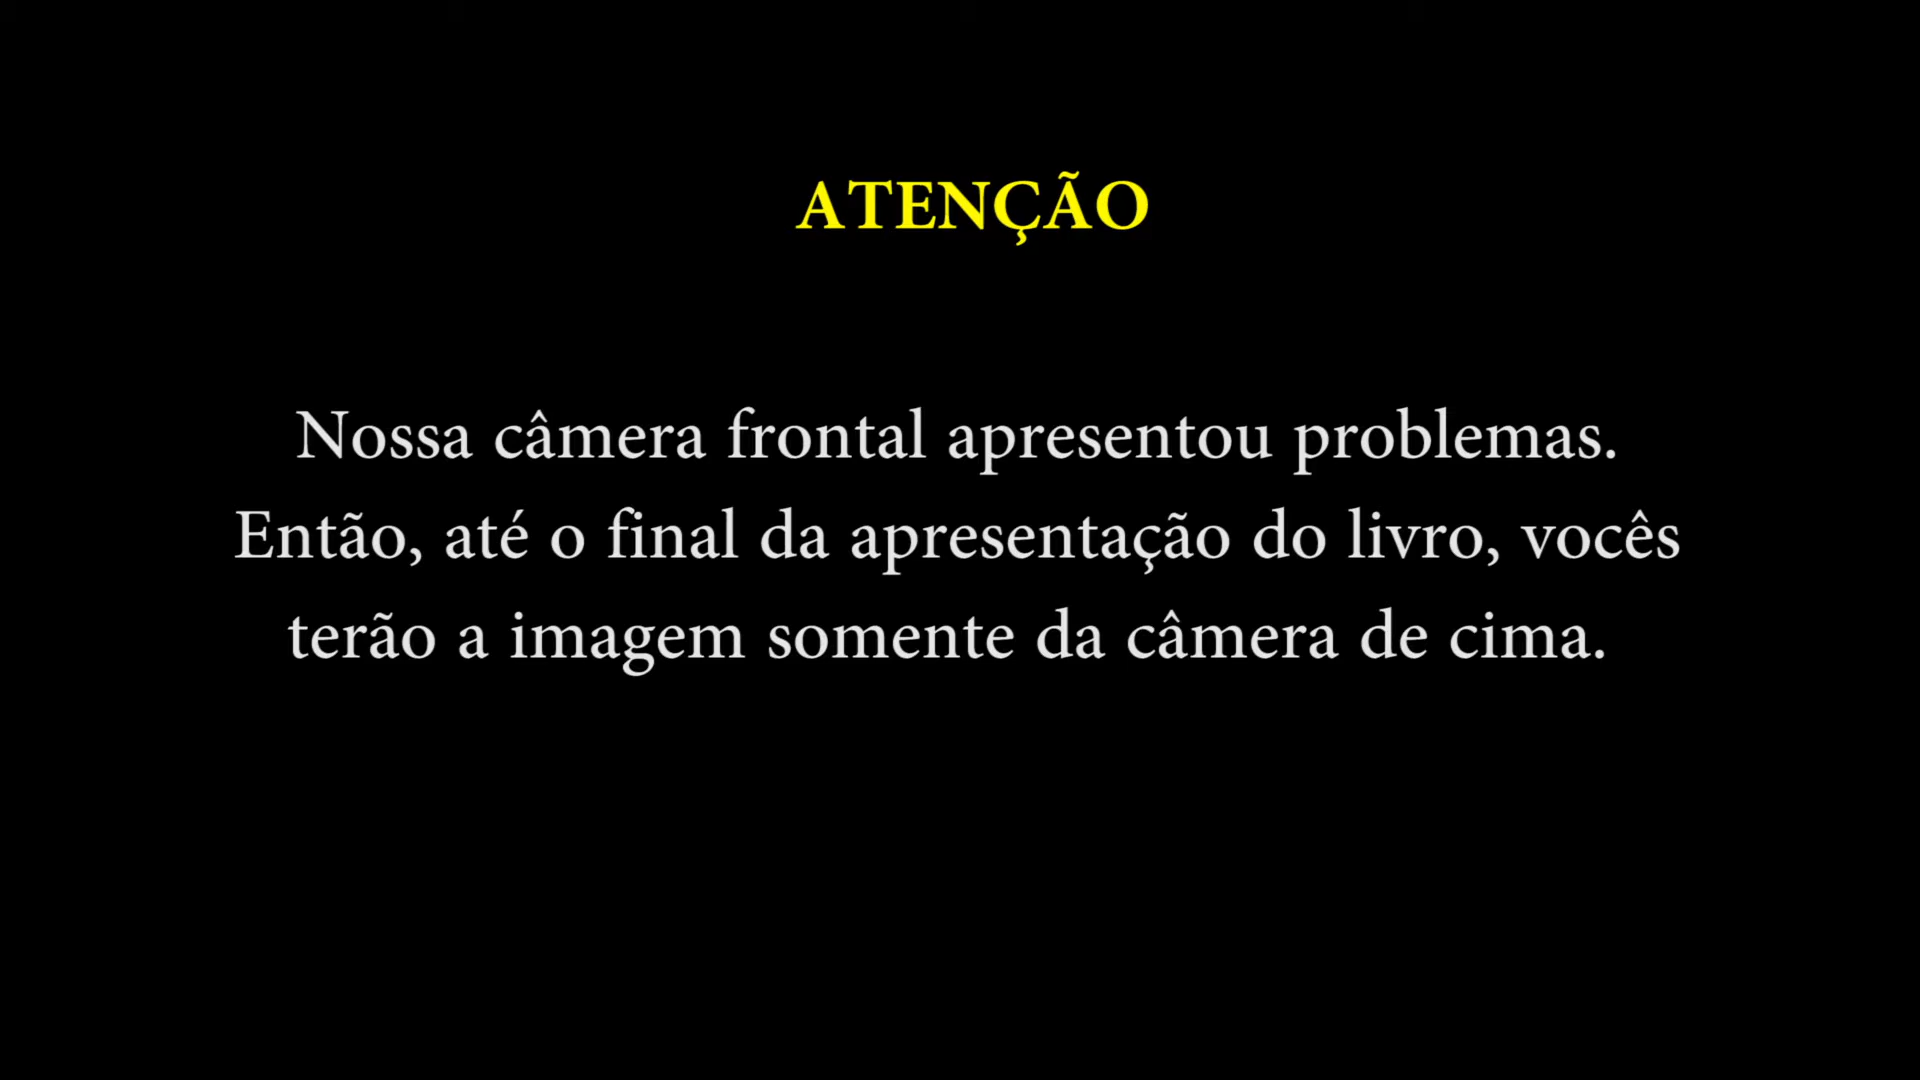 ATENÇÃO
Nossa câmera frontal apresentou problemas.
Então, até o final da apresentação do livro, vocês
terão a imagem somente da câmera de cima.